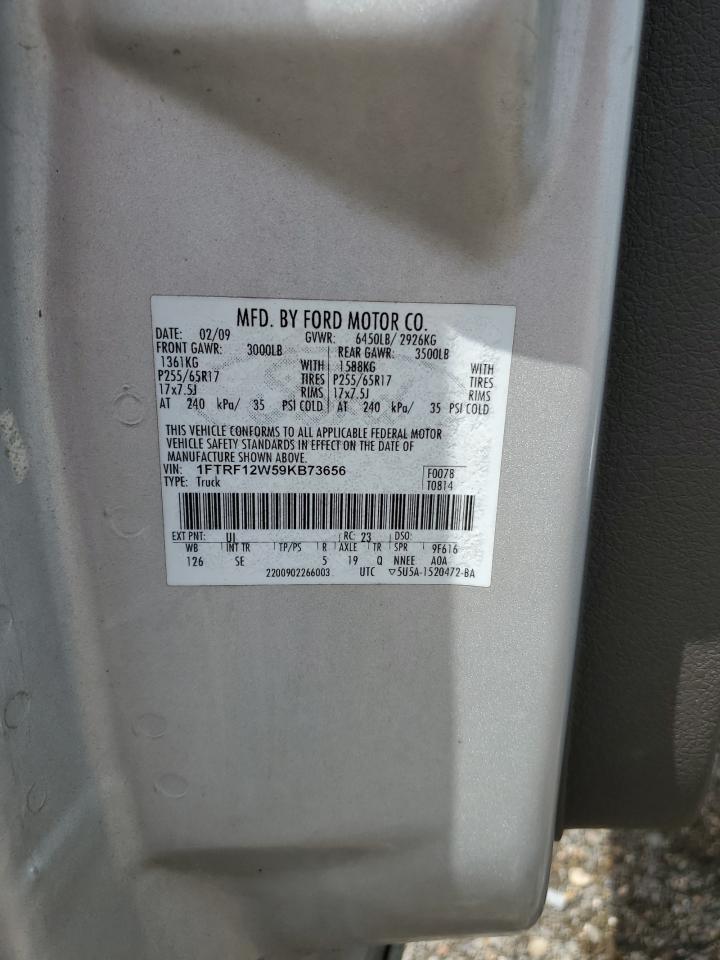 MFD. BY FORD MOTOR CO.
DATE: 02/09 GVWR: 6450LB/ 2926KG
FRONT GAWR: 3000LB REAR GAWR: 3500LB
1361KG WITH 1588KG WITH
P255/65R17 TIRES P255/65R17 TIRES
17x7.5J RIMS 17x7.5J RIMS
AT 240 kPa/ 35 PSI COLD AT 240 kPa/ 35 PSI COLD
THIS VEHICLE CONFORMS TO ALL APPLICABLE FEDERAL MOTOR
VEHICLE SAFETY STANDARDS IN EFFECT ON THE DATE OF
MANUFACTURE SHOWN ABOVE.
VIN: 1FTRF12W59KB73656 F0078
TYPE: Truck T0814
EXT PNT: UI RC: 23 DSO:
WB INT TR TP/PS R AXLE TR SPR 9F616
126 SE 5 19 Q NNEE AOA
2200902266003 UTC ▽5U5A-1520472-BA